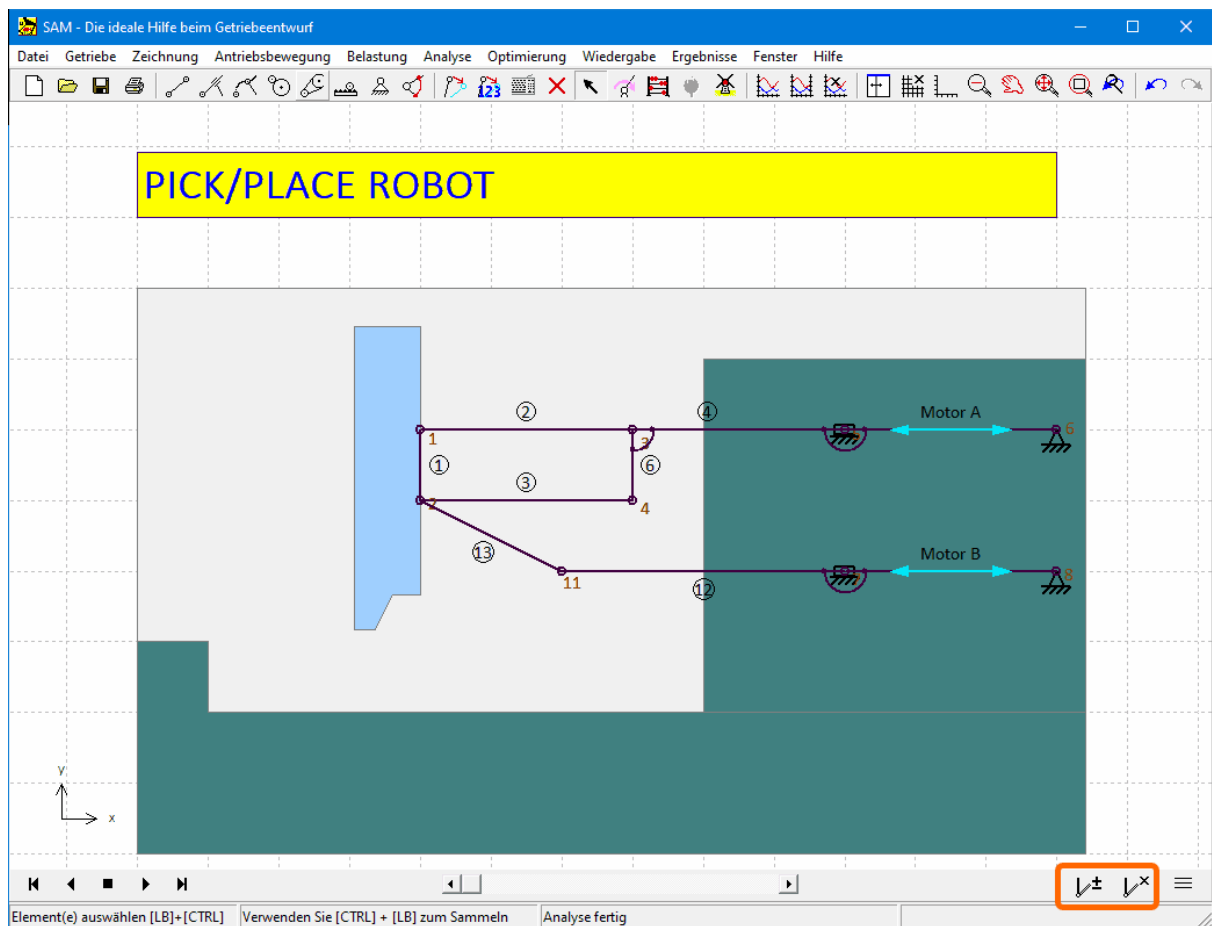 SAM - Die ideale Hilfe beim Getriebeentwurf
Datei Getriebe Zeichnung Antriebsbewegung Belastung Analyse Optimierung Wiedergabe Ergebnisse Fenster Hilfe
123
PICK/PLACE ROBOT
2 4 Motor A
1 3 6
1 6
3
2 4
13 Motor B
11 8
12
y
x
Element(e) auswählen [LB]+[CTRL] Verwenden Sie [CTRL] + [LB] zum Sammeln Analyse fertig